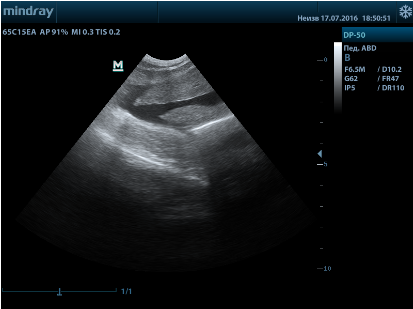 mindray
Неизв 17.07.2016 18:50:51
65C15EA AP 91% MI 0.3 TIS 0.2
DP-50
Пед, ABD
B
F6.5M / D10.2
G62 / FR47
IP5 / DR110
M
0
5
10
1/1